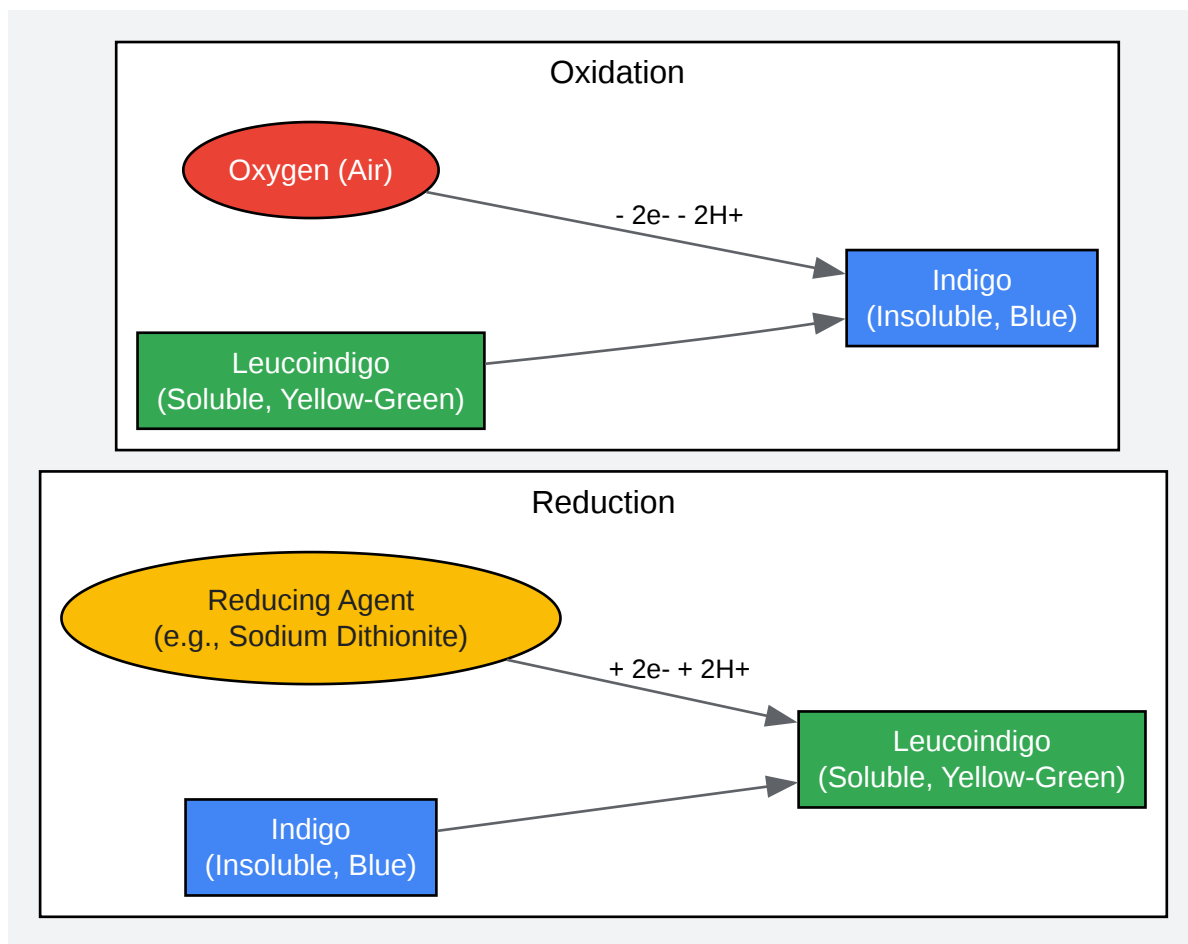 Oxidation
Oxygen (Air)
- 2e- - 2H+
Indigo
(Insoluble, Blue)
Leucoindigo
(Soluble, Yellow-Green)
Reduction
Reducing Agent
(e.g., Sodium Dithionite)
+ 2e- + 2H+
Leucoindigo
(Soluble, Yellow-Green)
Indigo
(Insoluble, Blue)